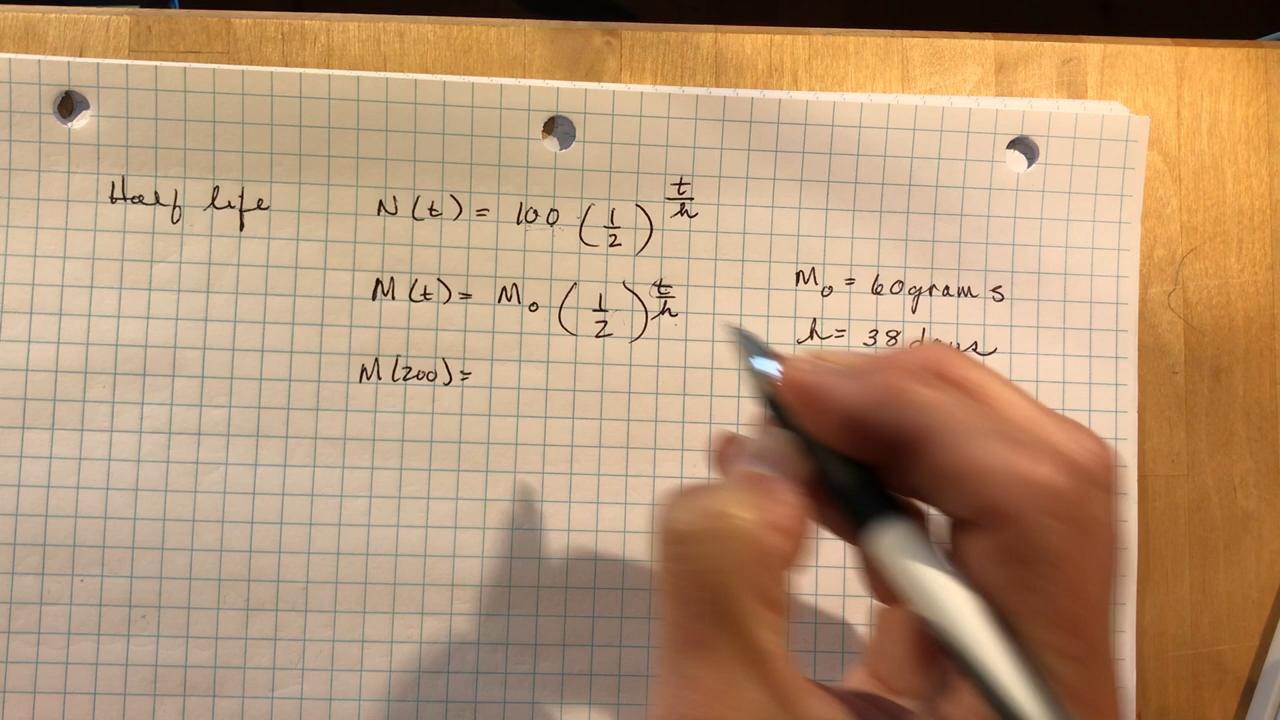 Half life N(t) = 100 (1/2)^(t/h)
M(t) = M₀ (1/2)^(t/h) M₀ = 60 grams
M(200) = h = 38 days